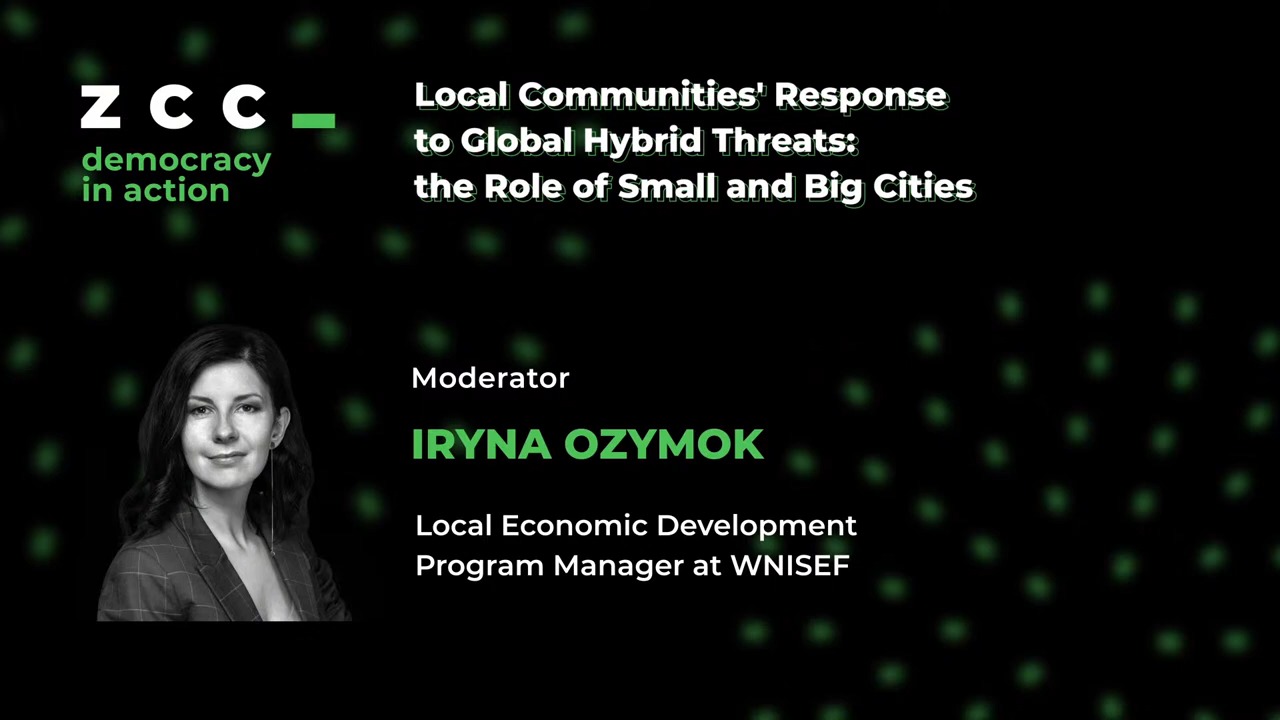 ZCC_
democracy
in action
Local Communities' Response
to Global Hybrid Threats:
the Role of Small and Big Cities
Moderator
IRYNA OZYMOK
Local Economic Development
Program Manager at WNISEF